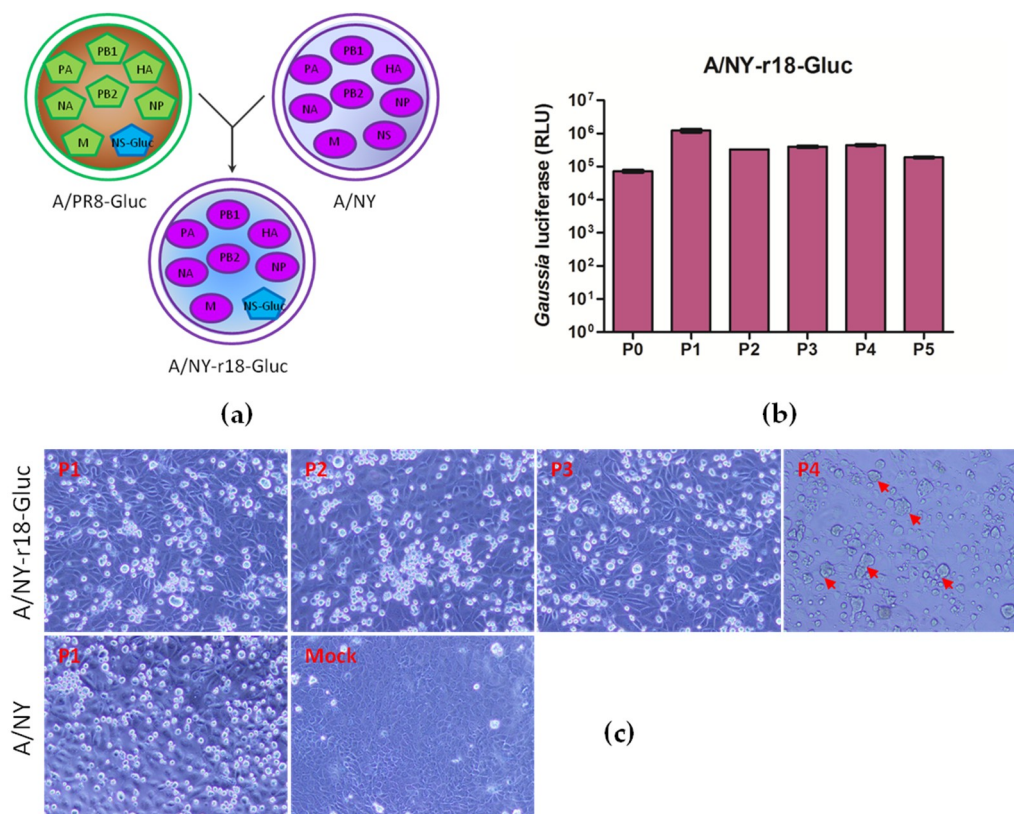 PB1
PA
HA
PB2
NA
NP
M
NS-Gluc
A/PR8-Gluc
PB1
PA
HA
PB2
NA
NP
M
NS
A/NY
PB1
PA
HA
PB2
NA
NP
M
NS-Gluc
A/NY-r18-Gluc
(a)
A/NY-r18-Gluc
Gaussia luciferase (RLU)
10⁷
10⁶
10⁵
10⁴
10³
10²
10¹
10⁰
P0 P1 P2 P3 P4 P5
(b)
A/NY-r18-Gluc
P1
P2
P3
P4
A/NY
P1
Mock
(c)